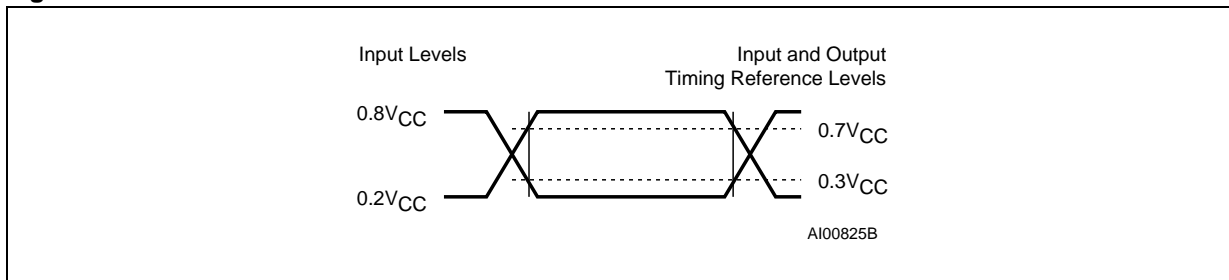 Input Levels
Input and Output
Timing Reference Levels
0.8VCC
0.7VCC
0.3VCC
0.2VCC
AI00825B